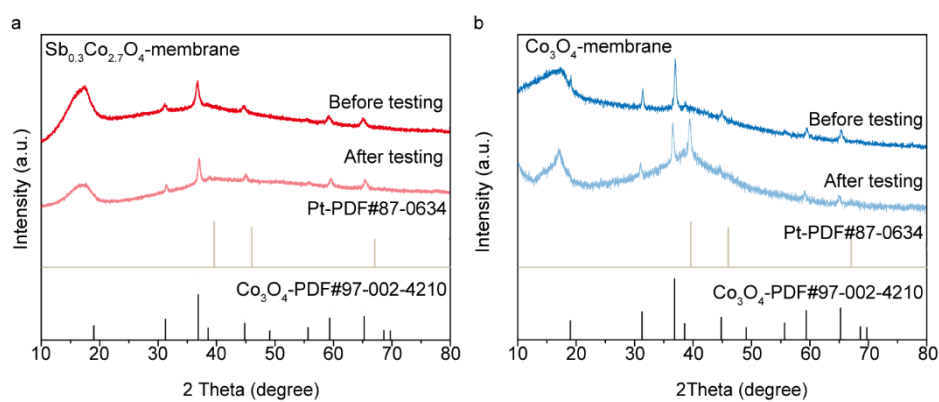 a
Sb₀.₃Co₂.₇O₄-membrane
Before testing
After testing
Pt-PDF#87-0634
Co₃O₄-PDF#97-002-4210
Intensity (a.u.)
10 20 30 40 50 60 70 80
2 Theta (degree)
b
Co₃O₄-membrane
Before testing
After testing
Pt-PDF#87-0634
Co₃O₄-PDF#97-002-4210
Intensity (a.u.)
10 20 30 40 50 60 70 80
2Theta (degree)